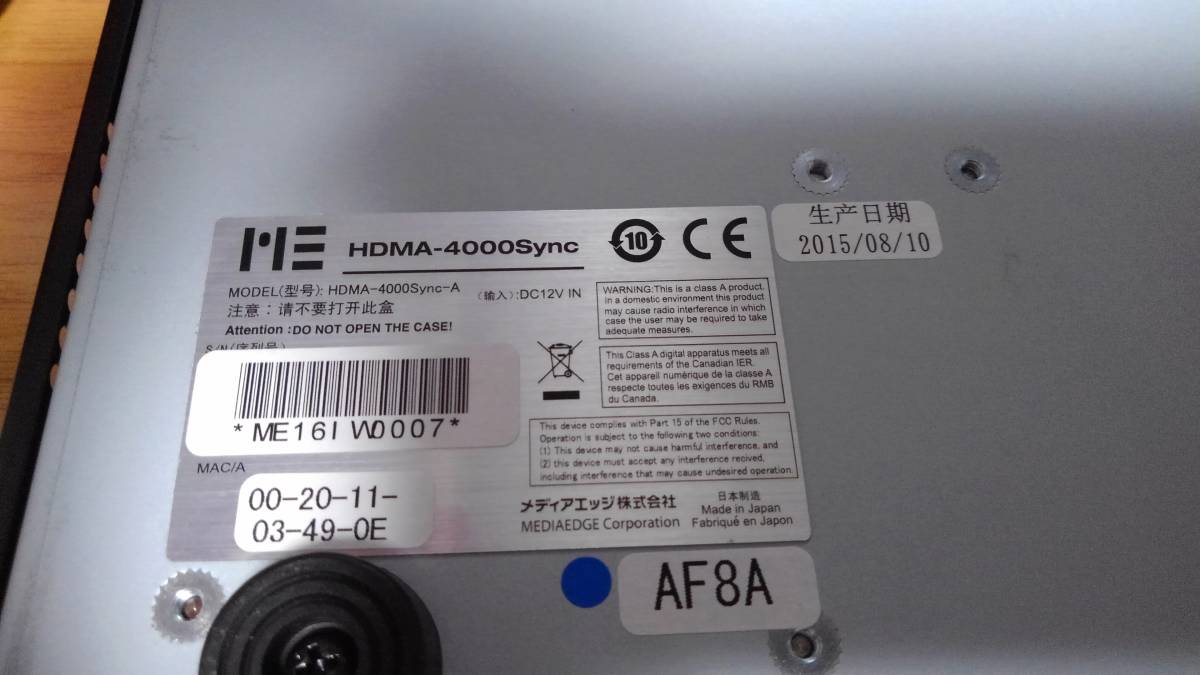 ME HDMA-4000Sync
10 CE
生产日期
2015/08/10
MODEL(型号): HDMA-4000Sync-A
(输入):DC12V IN
注意：请不要打开此盒
Attention :DO NOT OPEN THE CASE!
WARNING:This is a class A product.
in a domestic environment this product
may cause radio interference in which
case the user may be required to take
adequate measures.
S/N(序列号)
*ME16IW0007*
This Class A digital apparatus meets all
requirements of the Canadian IER.
Cet appareil numérique de la classe A
respecte toutes les exigences du RMB
du Canada.
This device complies with Part 15 of the FCC Rules.
Operation is subject to the following two conditions:
(1) This device may not cause harmful interference, and
(2) this device must accept any interference recived,
including interference that may cause undesired operation.
MAC/A
00-20-11-
03-49-0E
メディアエッジ株式会社
MEDIAEDGE Corporation
日本制造
Made in Japan
Fabriqué en Japon
AF8A